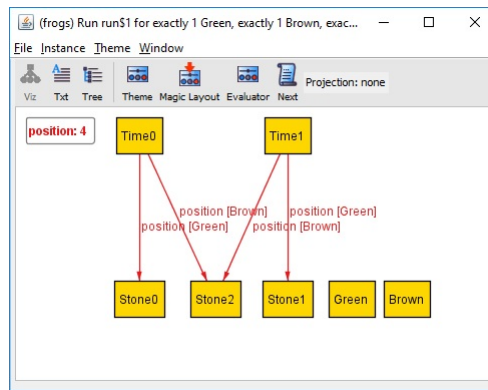 (frogs) Run run$1 for exactly 1 Green, exactly 1 Brown, exac...
File Instance Theme Window
Viz Txt Tree Theme Magic Layout Evaluator Next Projection: none
position: 4
Time0 Time1
position [Brown] position [Green]
position [Green] position [Brown]
Stone0 Stone2 Stone1 Green Brown